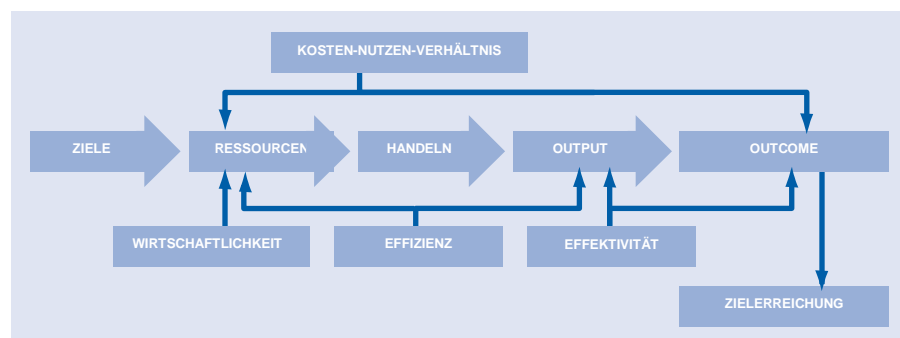 KOSTEN-NUTZEN-VERHÄLTNIS
ZIELE
RESSOURCEN
HANDELN
OUTPUT
OUTCOME
WIRTSCHAFTLICHKEIT
EFFIZIENZ
EFFEKTIVITÄT
ZIELERREICHUNG